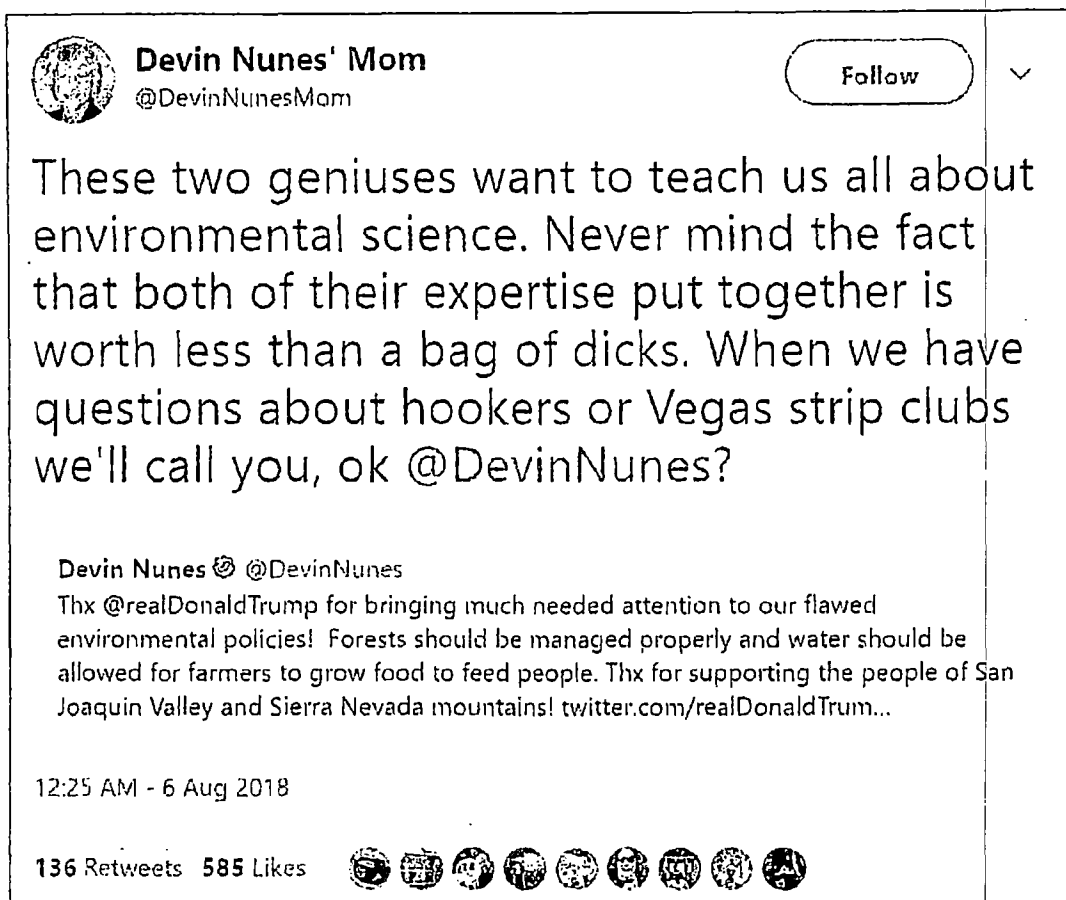 Devin Nunes' Mom
@DevinNunesMom
Follow
These two geniuses want to teach us all about
environmental science. Never mind the fact
that both of their expertise put together is
worth less than a bag of dicks. When we have
questions about hookers or Vegas strip clubs
we'll call you, ok @DevinNunes?
Devin Nunes @DevinNunes
Thx @realDonaldTrump for bringing much needed attention to our flawed
environmental policies! Forests should be managed properly and water should be
allowed for farmers to grow food to feed people. Thx for supporting the people of San
Joaquin Valley and Sierra Nevada mountains! twitter.com/realDonaldTrum...
12:25 AM - 6 Aug 2018
136 Retweets 585 Likes